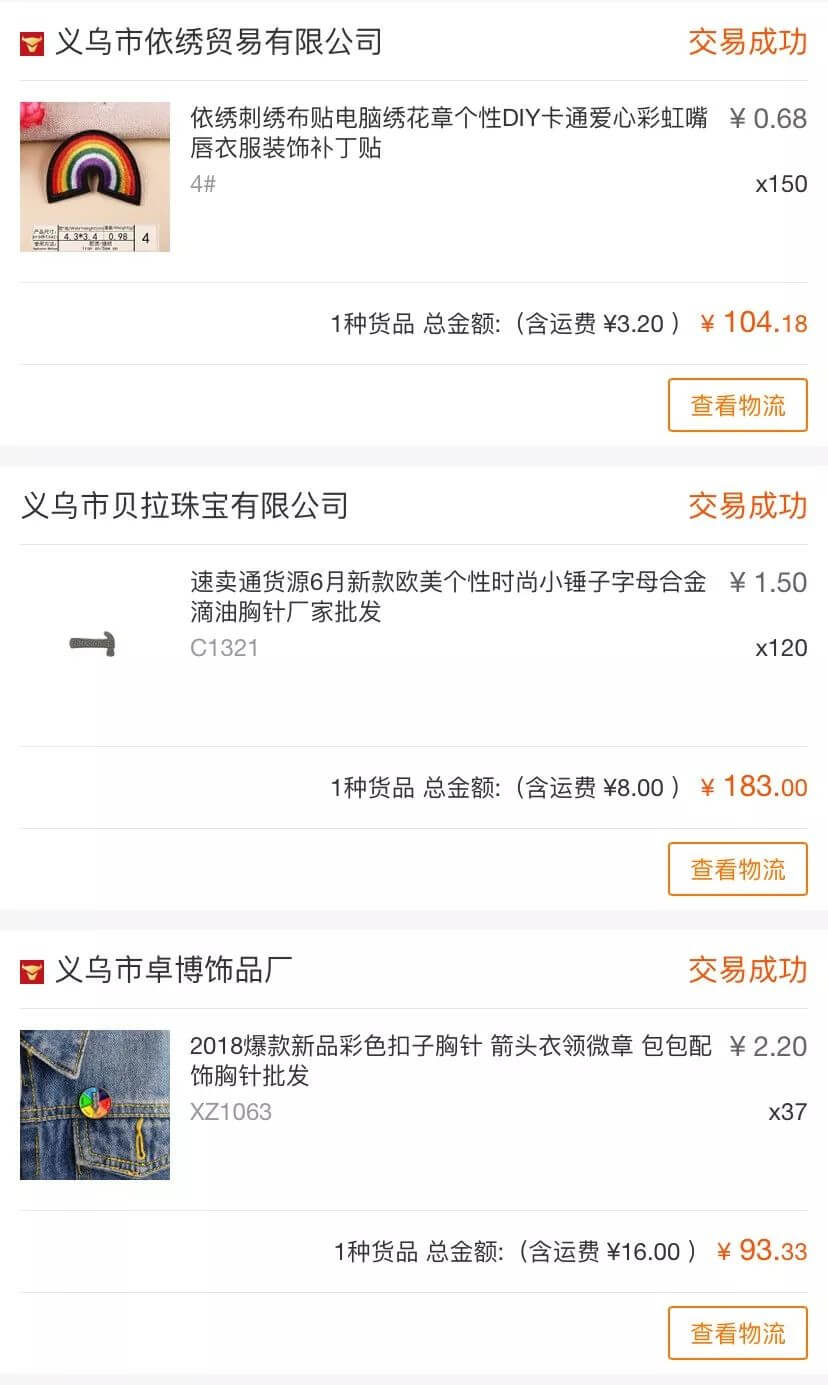 义乌市依绣贸易有限公司 交易成功
依绣刺绣布贴电脑绣花章个性DIY卡通爱心彩虹嘴 ¥ 0.68
唇衣服装饰补丁贴
4# x150
4.3*3.4 0.98 4
1种货品 总金额:（含运费 ¥3.20 ） ¥ 104.18
查看物流
义乌市贝拉珠宝有限公司 交易成功
速卖通货源6月新款欧美个性时尚小锤子字母合金 ¥ 1.50
滴油胸针厂家批发
C1321 x120
1种货品 总金额:（含运费 ¥8.00 ） ¥ 183.00
查看物流
义乌市卓博饰品厂 交易成功
2018爆款新品彩色扣子胸针 箭头衣领微章 包包配 ¥ 2.20
饰胸针批发
XZ1063 x37
1种货品 总金额:（含运费 ¥16.00 ） ¥ 93.33
查看物流